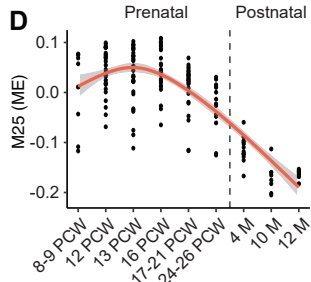 D
Prenatal Postnatal
M25 (ME)
0.1
0.0
-0.1
-0.2
8-9 PCW
12 PCW
13 PCW
16 PCW
17-21 PCW
24-26 PCW
4 M
10 M
12 M